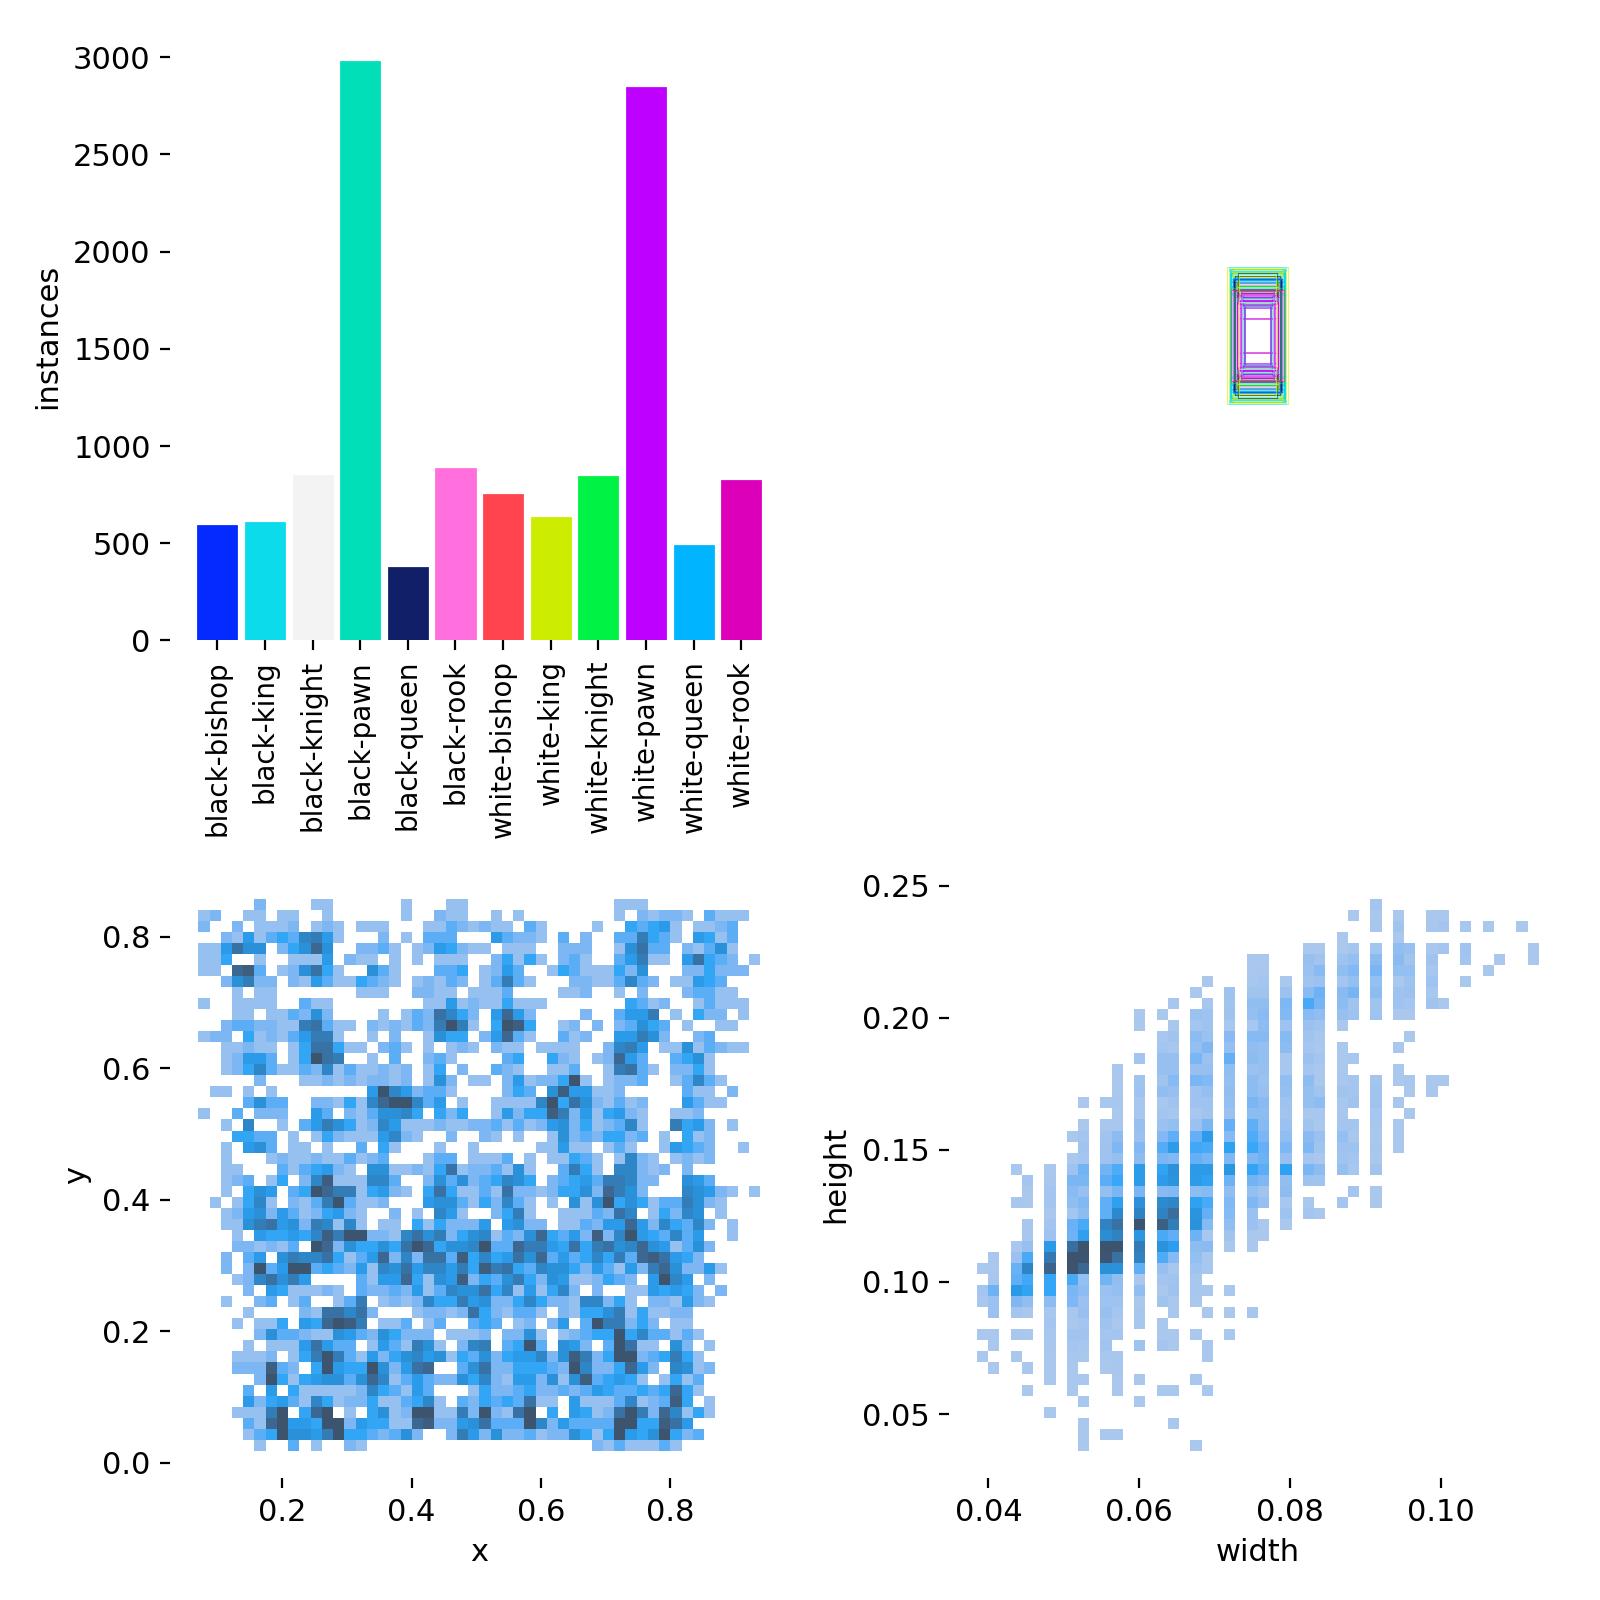 3000
2500
2000
1500
1000
500
0
instances
black-bishop
black-king
black-knight
black-pawn
black-queen
black-rook
white-bishop
white-king
white-knight
white-pawn
white-queen
white-rook
0.8
0.6
0.4
0.2
0.0
y
0.2 0.4 0.6 0.8
x
0.25
0.20
0.15
0.10
0.05
height
0.04 0.06 0.08 0.10
width